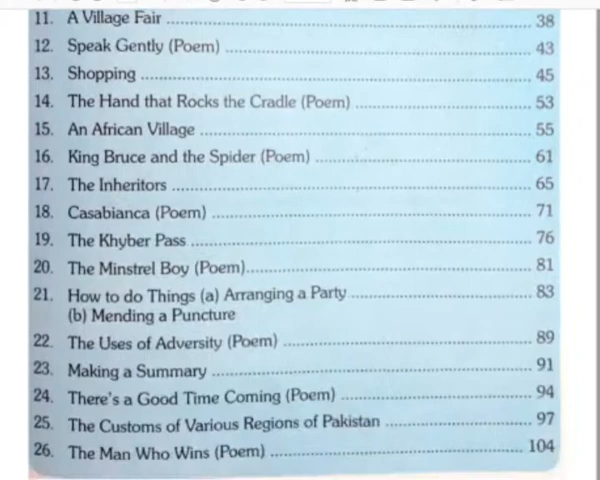 11. A Village Fair ........................................ 38
12. Speak Gently (Poem) ........................................ 43
13. Shopping ........................................ 45
14. The Hand that Rocks the Cradle (Poem) ........................................ 53
15. An African Village ........................................ 55
16. King Bruce and the Spider (Poem) ........................................ 61
17. The Inheritors ........................................ 65
18. Casabianca (Poem) ........................................ 71
19. The Khyber Pass ........................................ 76
20. The Minstrel Boy (Poem) ........................................ 81
21. How to do Things (a) Arranging a Party ........................................ 83
(b) Mending a Puncture
22. The Uses of Adversity (Poem) ........................................ 89
23. Making a Summary ........................................ 91
24. There's a Good Time Coming (Poem) ........................................ 94
25. The Customs of Various Regions of Pakistan ........................................ 97
26. The Man Who Wins (Poem) ........................................ 104